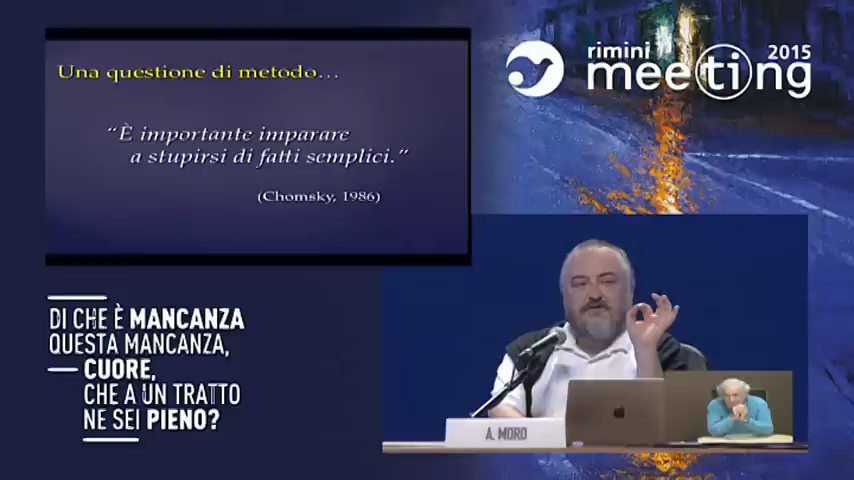 Una questione di metodo...
"È importante imparare
a stupirsi di fatti semplici."
(Chomsky, 1986)
rimini 2015
meeting
DI CHE È MANCANZA
QUESTA MANCANZA,
CUORE,
CHE A UN TRATTO
NE SEI PIENO?
A. MORO